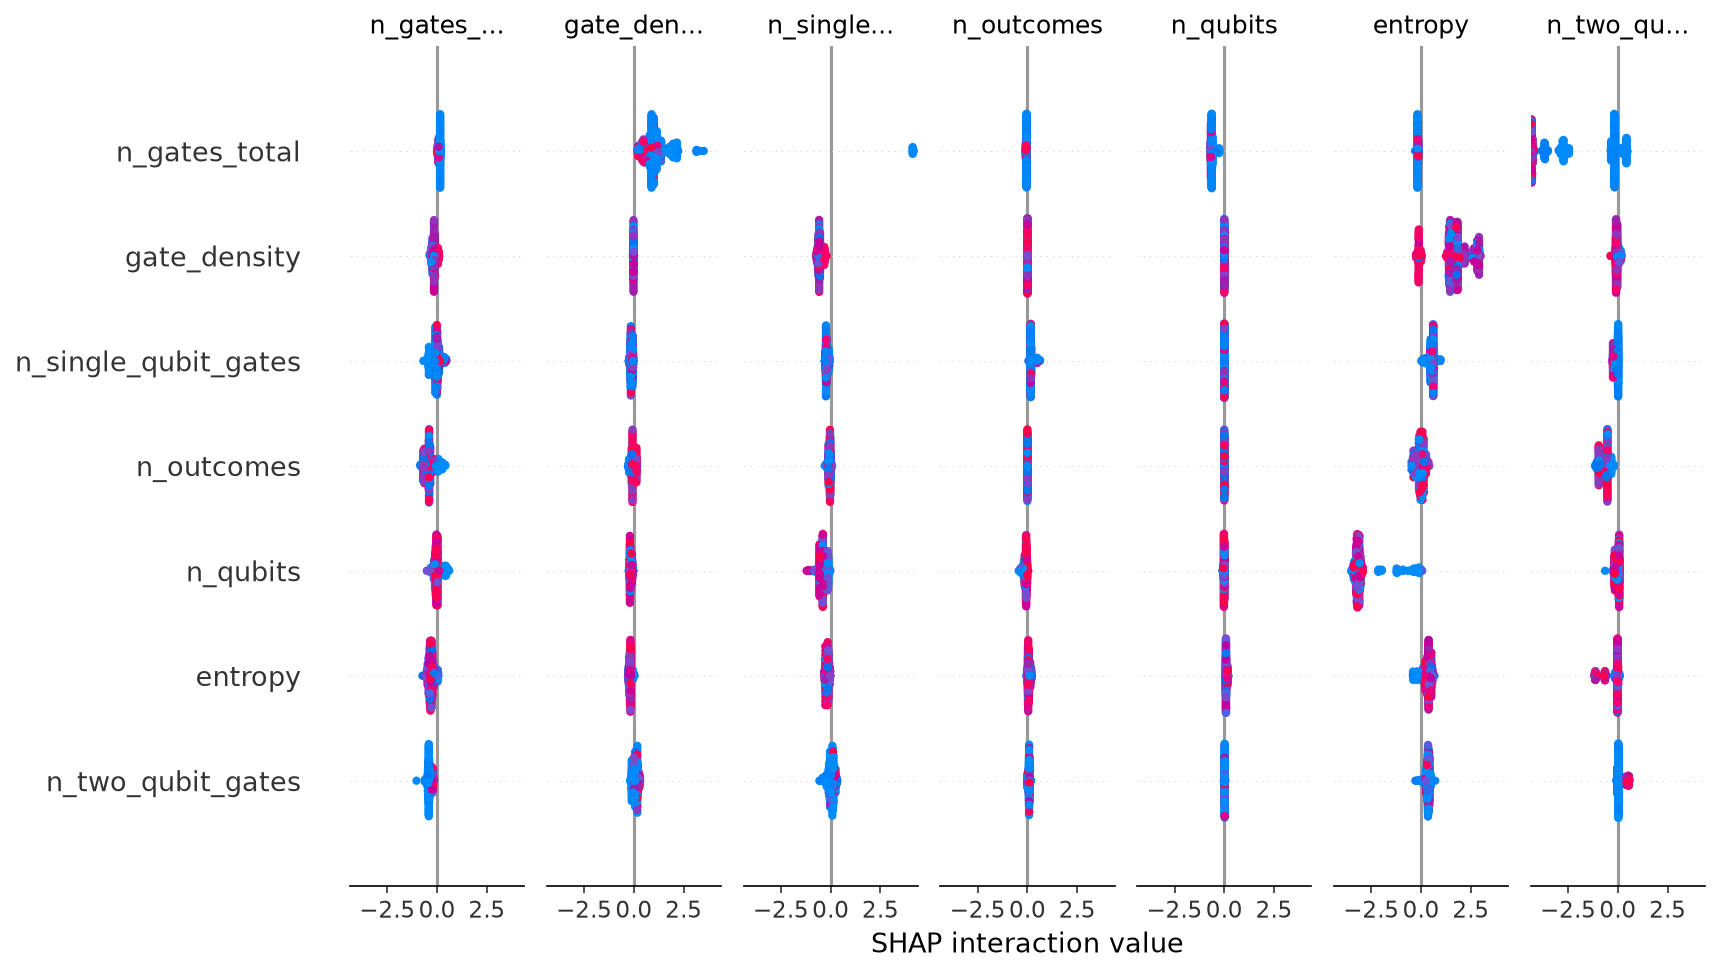 n_gates_... gate_den... n_single... n_outcomes n_qubits entropy n_two_qu...
n_gates_total
gate_density
n_single_qubit_gates
n_outcomes
n_qubits
entropy
n_two_qubit_gates
−2.5 0.0 2.5 −2.5 0.0 2.5 −2.5 0.0 2.5 −2.5 0.0 2.5 −2.5 0.0 2.5 −2.5 0.0 2.5 −2.5 0.0 2.5
SHAP interaction value